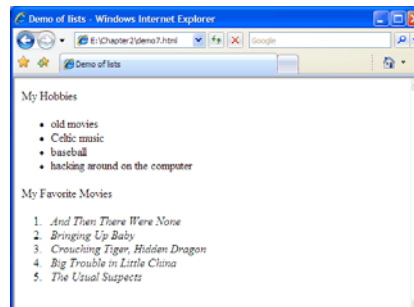 Demo of lists - Windows Internet Explorer
E:\Chapter2\demo7.html
Google
Demo of lists
My Hobbies
• old movies
• Celtic music
• baseball
• hacking around on the computer
My Favorite Movies
1. And Then There Were None
2. Bringing Up Baby
3. Crouching Tiger, Hidden Dragon
4. Big Trouble in Little China
5. The Usual Suspects